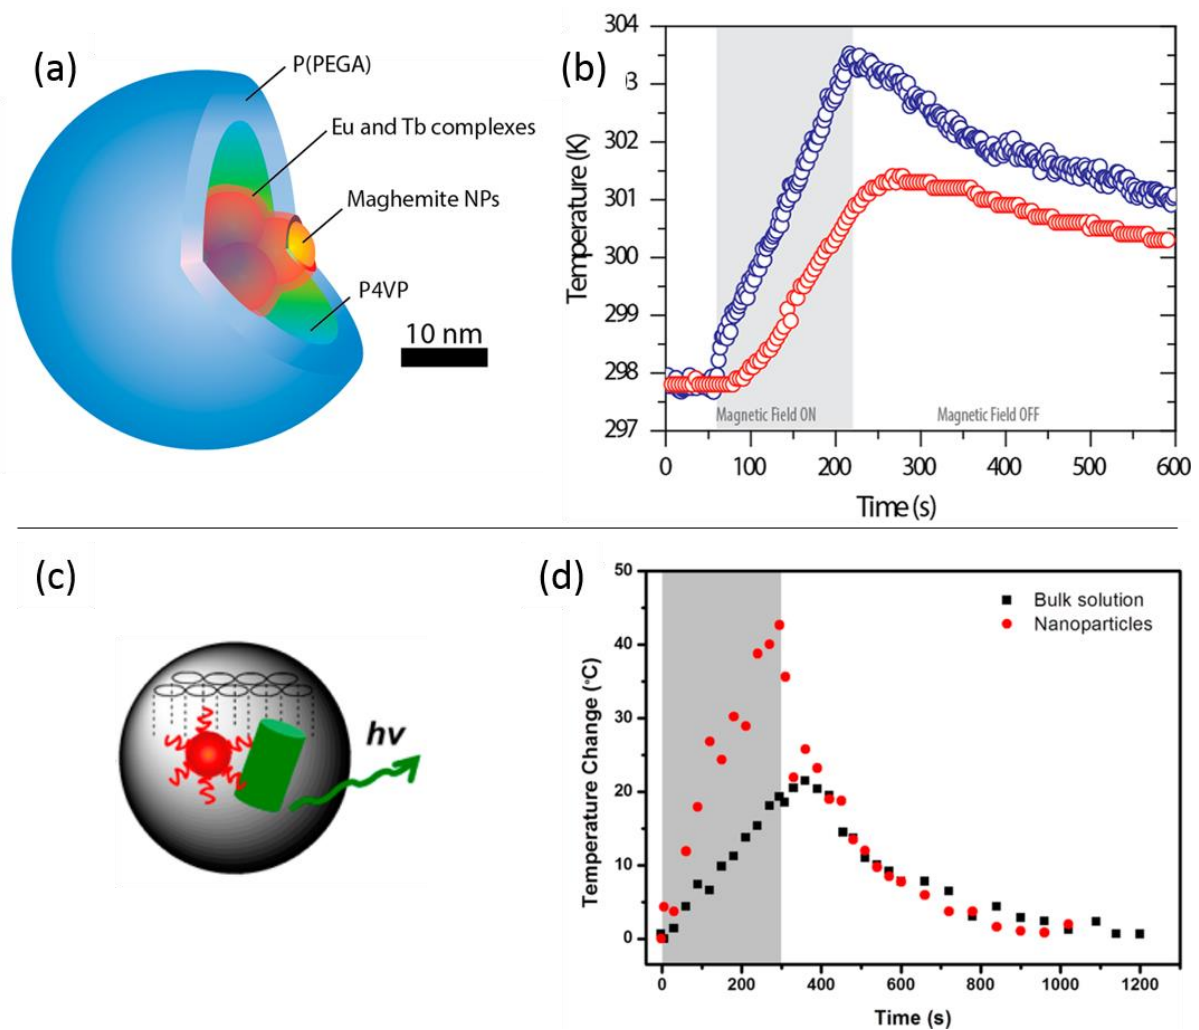 (a)
P(PEGA)
Eu and Tb complexes
Maghemite NPs
P4VP
10 nm
(b)
304
3
302
301
300
299
298
297
Temperature (K)
Magnetic Field ON
Magnetic Field OFF
0 100 200 300 400 500 600
Time (s)
(c)
hν
(d)
50
40
30
20
10
0
Temperature Change (°C)
Bulk solution
Nanoparticles
0 200 400 600 800 1000 1200
Time (s)